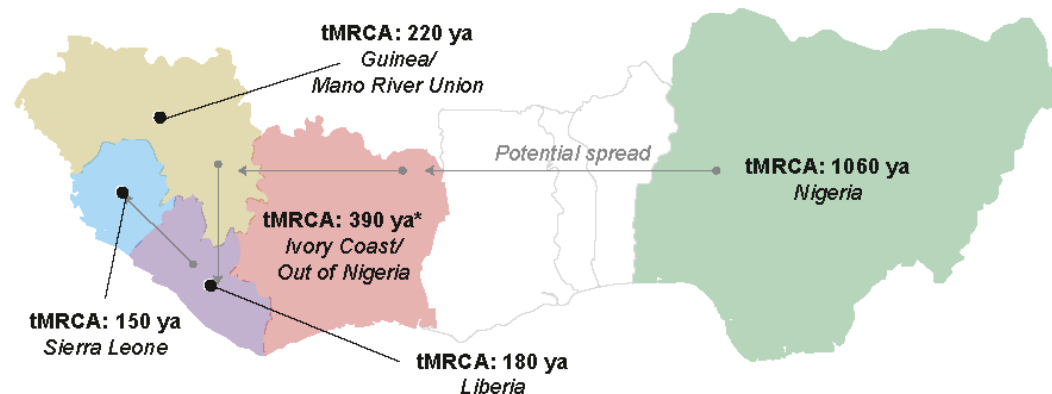 tMRCA: 220 ya
Guinea/
Mano River Union
Potential spread
tMRCA: 1060 ya
Nigeria
tMRCA: 390 ya*
Ivory Coast/
Out of Nigeria
tMRCA: 150 ya
Sierra Leone
tMRCA: 180 ya
Liberia